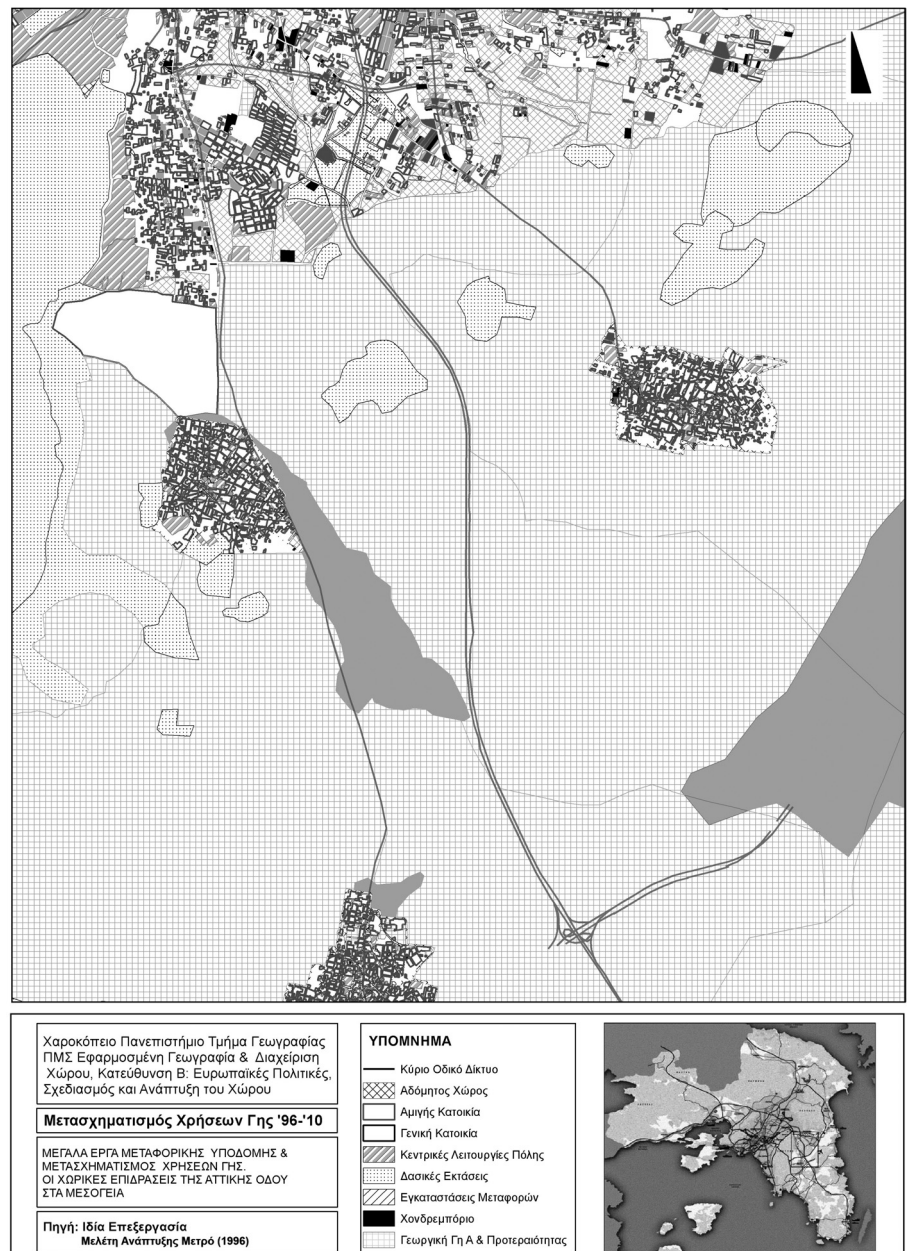 Χαροκόπειο Πανεπιστήμιο Τμήμα Γεωγραφίας
ΠΜΣ Εφαρμοσμένη Γεωγραφία & Διαχείριση
Χώρου, Κατεύθυνση Β: Ευρωπαϊκές Πολιτικές,
Σχεδιασμός και Ανάπτυξη του Χώρου
Μετασχηματισμός Χρήσεων Γης '96-'10
ΜΕΓΑΛΑ ΕΡΓΑ ΜΕΤΑΦΟΡΙΚΗΣ ΥΠΟΔΟΜΗΣ &
ΜΕΤΑΣΧΗΜΑΤΙΣΜΟΣ ΧΡΗΣΕΩΝ ΓΗΣ.
ΟΙ ΧΩΡΙΚΕΣ ΕΠΙΔΡΑΣΕΙΣ ΤΗΣ ΑΤΤΙΚΗΣ ΟΔΟΥ
ΣΤΑ ΜΕΣΟΓΕΙΑ
Πηγή: Ιδία Επεξεργασία
Μελέτη Ανάπτυξης Μετρό (1996)
ΥΠΟΜΝΗΜΑ
Κύριο Οδικό Δίκτυο
Αδόμητος Χώρος
Αμιγής Κατοικία
Γενική Κατοικία
Κεντρικές Λειτουργίες Πόλης
Δασικές Εκτάσεις
Εγκαταστάσεις Μεταφορών
Χονδρεμπόριο
Γεωργική Γη Α & Προτεραιότητας